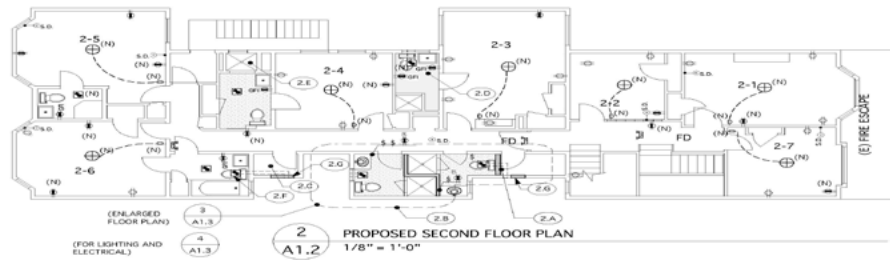 2-5
(N)
S.D.
2-4
(N)
2.E
GFI
2-3
(N)
2.D
2-2
(N)
S.D.
2-1
(N)
S.D.
(E) FIRE ESCAPE
2-6
(N)
S.D.
2-7
(N)
FD
FD
2.G
2.C
2.F
2.B
2.A
2.G
(ENLARGED
FLOOR PLAN)
3
A1.3
(FOR LIGHTING AND
ELECTRICAL)
4
A1.3
2
A1.2
PROPOSED SECOND FLOOR PLAN
1/8" = 1'-0"